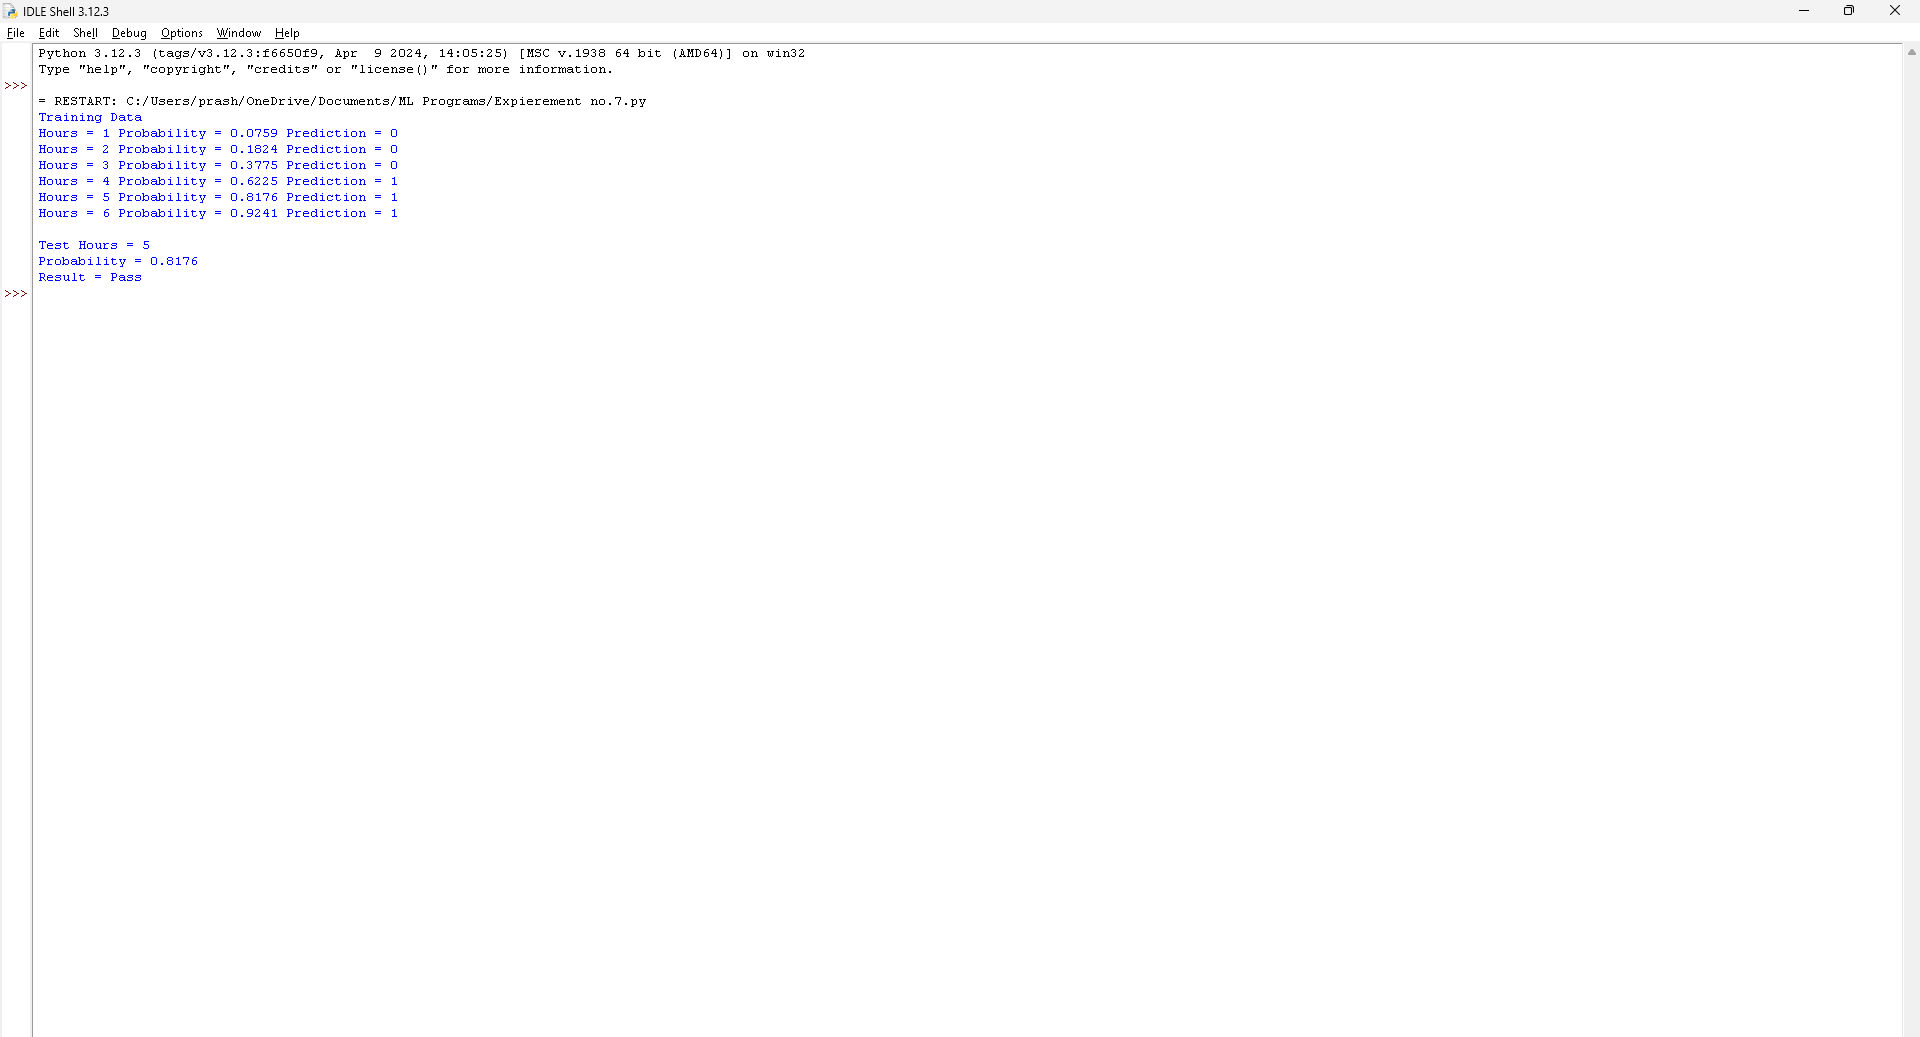 IDLE Shell 3.12.3
File Edit Shell Debug Options Window Help
Python 3.12.3 (tags/v3.12.3:f6650f9, Apr  9 2024, 14:05:25) [MSC v.1938 64 bit (AMD64)] on win32
Type "help", "copyright", "credits" or "license()" for more information.
>>>
= RESTART: C:/Users/prash/OneDrive/Documents/ML Programs/Expierement no.7.py
Training Data
Hours = 1 Probability = 0.0759 Prediction = 0
Hours = 2 Probability = 0.1824 Prediction = 0
Hours = 3 Probability = 0.3775 Prediction = 0
Hours = 4 Probability = 0.6225 Prediction = 1
Hours = 5 Probability = 0.8176 Prediction = 1
Hours = 6 Probability = 0.9241 Prediction = 1
Test Hours = 5
Probability = 0.8176
Result = Pass
>>>